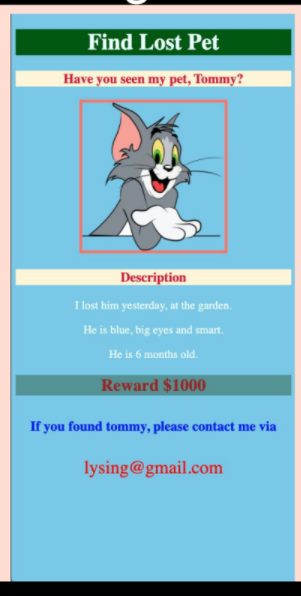 Find Lost Pet
Have you seen my pet, Tommy?
Description
I lost him yesterday, at the garden.
He is blue, big eyes and smart.
He is 6 months old.
Reward $1000
If you found tommy, please contact me via
lysing@gmail.com